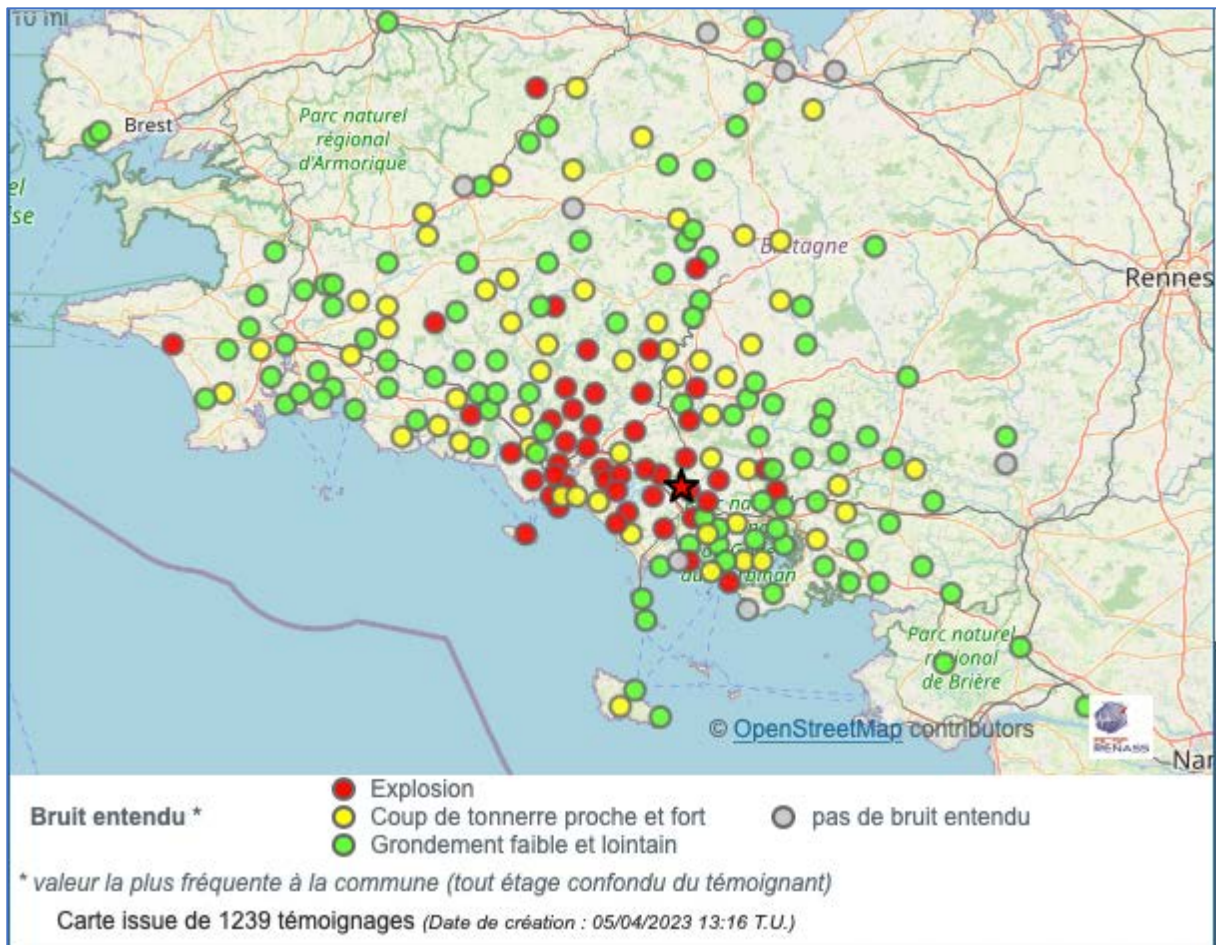 10 mi
Brest
Parc naturel
régional
d'Armorique
Bretagne
Rennes
Parc naturel
régional
de Brière
© OpenStreetMap contributors
RENASS
Nan
Bruit entendu *
Explosion
Coup de tonnerre proche et fort
Grondement faible et lointain
pas de bruit entendu
* valeur la plus fréquente à la commune (tout étage confondu du témoignant)
Carte issue de 1239 témoignages (Date de création : 05/04/2023 13:16 T.U.)